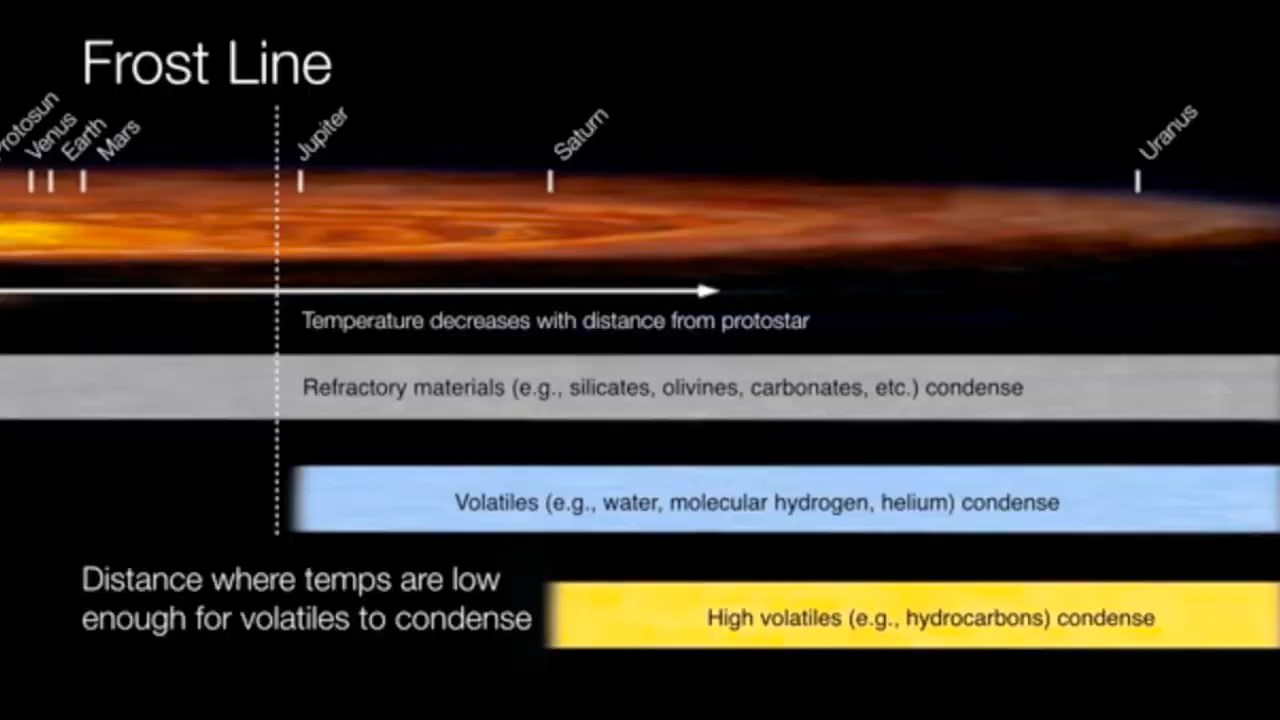 Frost Line
Protosun
Venus
Earth
Mars
Jupiter
Saturn
Uranus
Temperature decreases with distance from protostar
Refractory materials (e.g., silicates, olivines, carbonates, etc.) condense
Volatiles (e.g., water, molecular hydrogen, helium) condense
Distance where temps are low
enough for volatiles to condense
High volatiles (e.g., hydrocarbons) condense